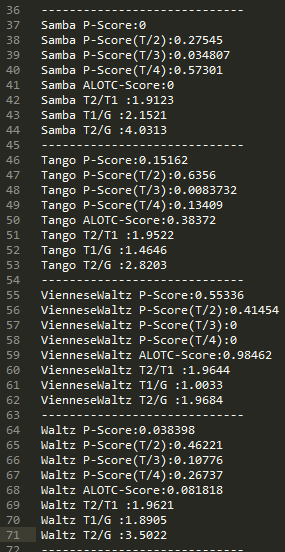 36 -----------------------------
37 Samba P-Score:0
38 Samba P-Score(T/2):0.27545
39 Samba P-Score(T/3):0.034807
40 Samba P-Score(T/4):0.57301
41 Samba ALOTC-Score:0
42 Samba T2/T1 :1.9123
43 Samba T1/G :2.1521
44 Samba T2/G :4.0313
45 -----------------------------
46 Tango P-Score:0.15162
47 Tango P-Score(T/2):0.6356
48 Tango P-Score(T/3):0.0083732
49 Tango P-Score(T/4):0.13409
50 Tango ALOTC-Score:0.38372
51 Tango T2/T1 :1.9522
52 Tango T1/G :1.4646
53 Tango T2/G :2.8203
54 -----------------------------
55 VienneseWaltz P-Score:0.55336
56 VienneseWaltz P-Score(T/2):0.41454
57 VienneseWaltz P-Score(T/3):0
58 VienneseWaltz P-Score(T/4):0
59 VienneseWaltz ALOTC-Score:0.98462
60 VienneseWaltz T2/T1 :1.9644
61 VienneseWaltz T1/G :1.0033
62 VienneseWaltz T2/G :1.9684
63 -----------------------------
64 Waltz P-Score:0.038398
65 Waltz P-Score(T/2):0.46221
66 Waltz P-Score(T/3):0.10776
67 Waltz P-Score(T/4):0.26737
68 Waltz ALOTC-Score:0.081818
69 Waltz T2/T1 :1.9621
70 Waltz T1/G :1.8905
71 Waltz T2/G :3.5022
72 -----------------------------